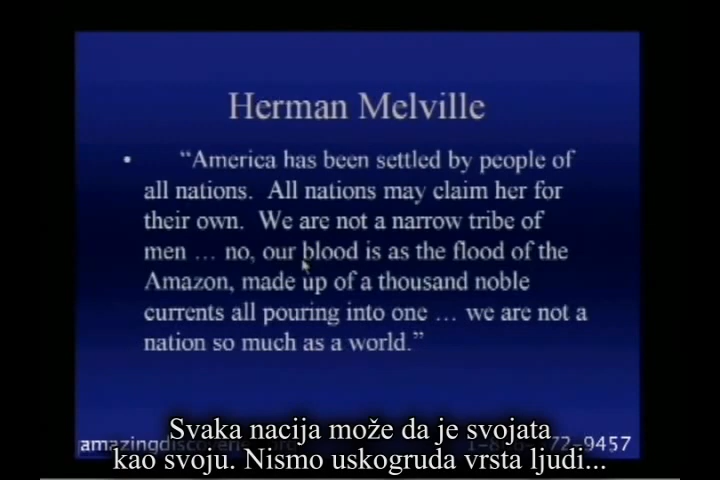 Herman Melville
• “America has been settled by people of
all nations. All nations may claim her for
their own. We are not a narrow tribe of
men ... no, our blood is as the flood of the
Amazon, made up of a thousand noble
currents all pouring into one ... we are not a
nation so much as a world.”
Svaka nacija može da je svojata
kao svoju. Nismo uskogruda vrsta ljudi...